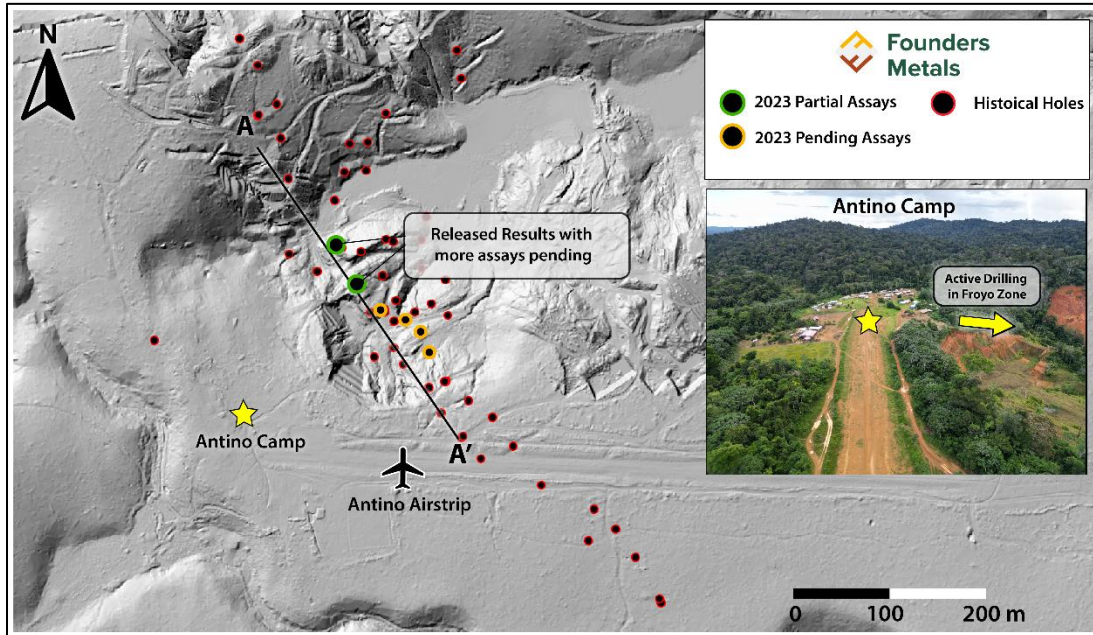 N
Founders
Metals
2023 Partial Assays
Histoical Holes
2023 Pending Assays
A
Released Results with
more assays pending
Antino Camp
Active Drilling
in Froyo Zone
Antino Camp
A'
Antino Airstrip
0
100
200 m